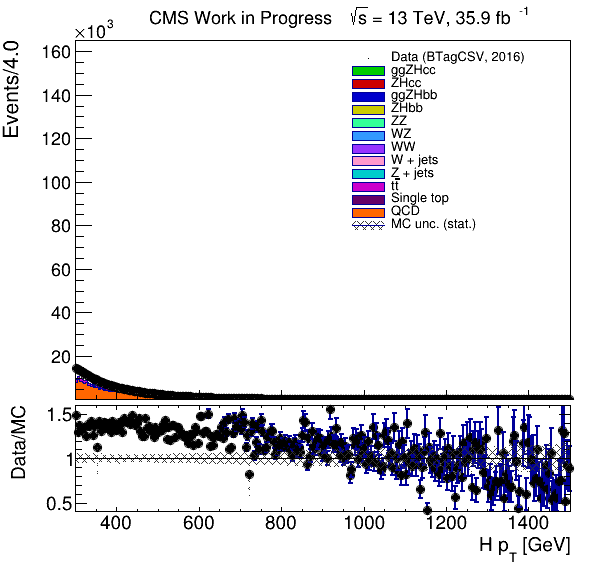 CMS Work in Progress √s = 13 TeV, 35.9 fb -1
×10³
Events/4.0
160
140
120
100
80
60
40
20
Data (BTagCSV, 2016)
ggZHcc
ZHcc
ggZHbb
ZHbb
ZZ
WZ
WW
W + jets
Z + jets
tt̅
Single top
QCD
MC unc. (stat.)
Data/MC
1.5
1
0.5
400 600 800 1000 1200 1400
H pT [GeV]